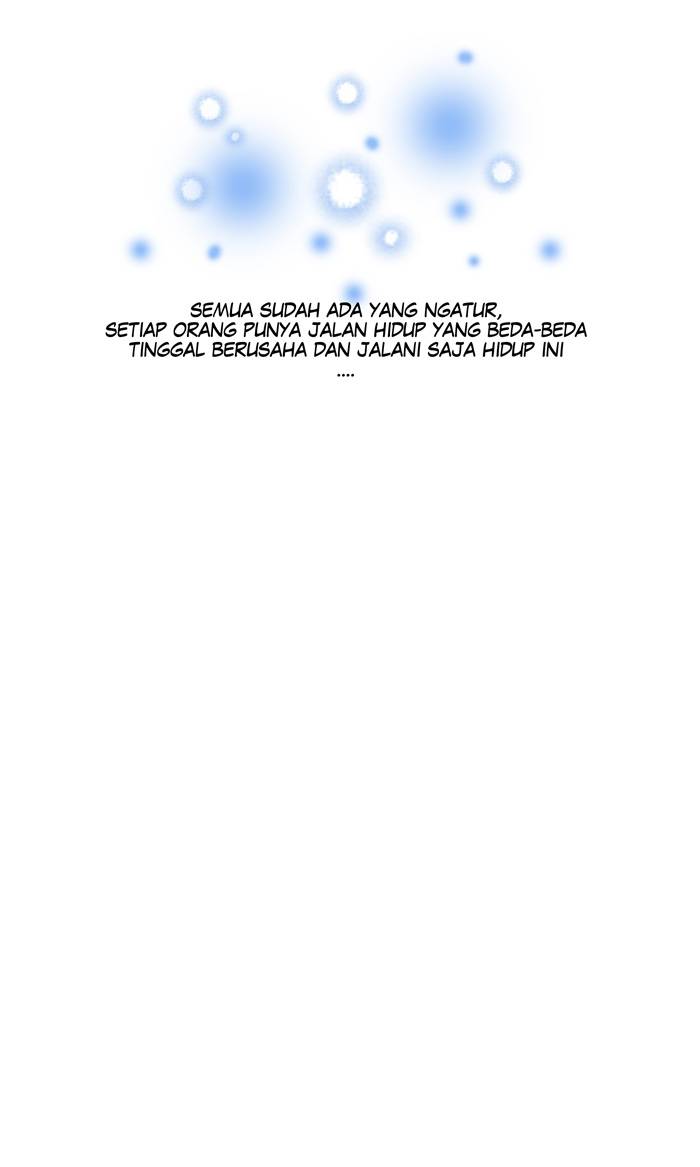 SEMUA SUDAH ADA YANG NGATUR,
SETIAP ORANG PUNYA JALAN HIDUP YANG BEDA-BEDA
TINGGAL BERUSAHA DAN JALANI SAJA HIDUP INI
....